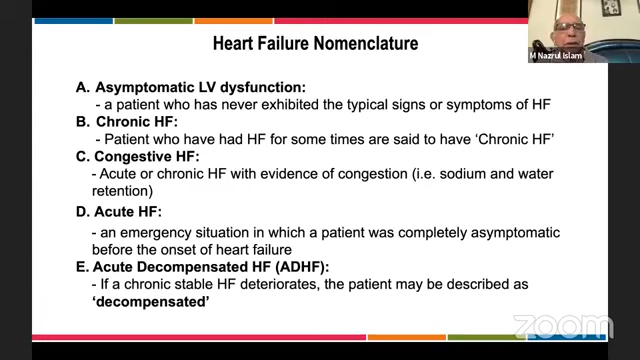 Heart Failure Nomenclature
M Nazrul Islam
A. Asymptomatic LV dysfunction:
- a patient who has never exhibited the typical signs or symptoms of HF
B. Chronic HF:
- Patient who have had HF for some times are said to have ‘Chronic HF’
C. Congestive HF:
- Acute or chronic HF with evidence of congestion (i.e. sodium and water
retention)
D. Acute HF:
- an emergency situation in which a patient was completely asymptomatic
before the onset of heart failure
E. Acute Decompensated HF (ADHF):
- If a chronic stable HF deteriorates, the patient may be described as
‘decompensated’
zoom